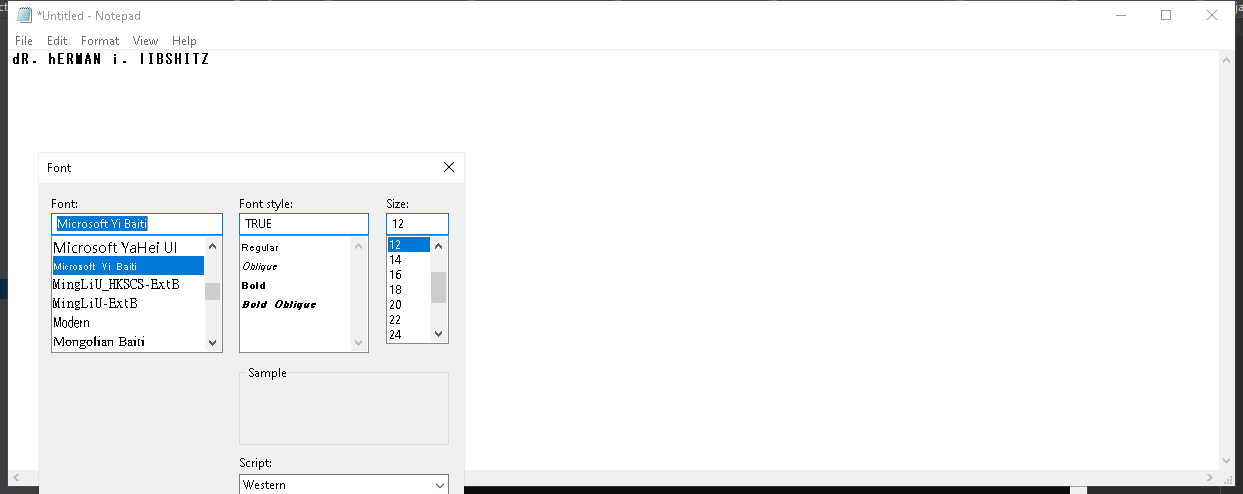 *Untitled - Notepad
File Edit Format View Help
dR. hERMAN i. lIBSHITZ
Font
Font: Font style: Size:
Microsoft Yi Baiti TRUE 12
Microsoft YaHei UI Regular 12
Microsoft Yi Baiti Oblique 14
MingLiU_HKSCS-ExtB Bold 16
MingLiU-ExtB Bold Oblique 18
Modern 20
Mongolian Baiti 22
24
Sample
Script:
Western